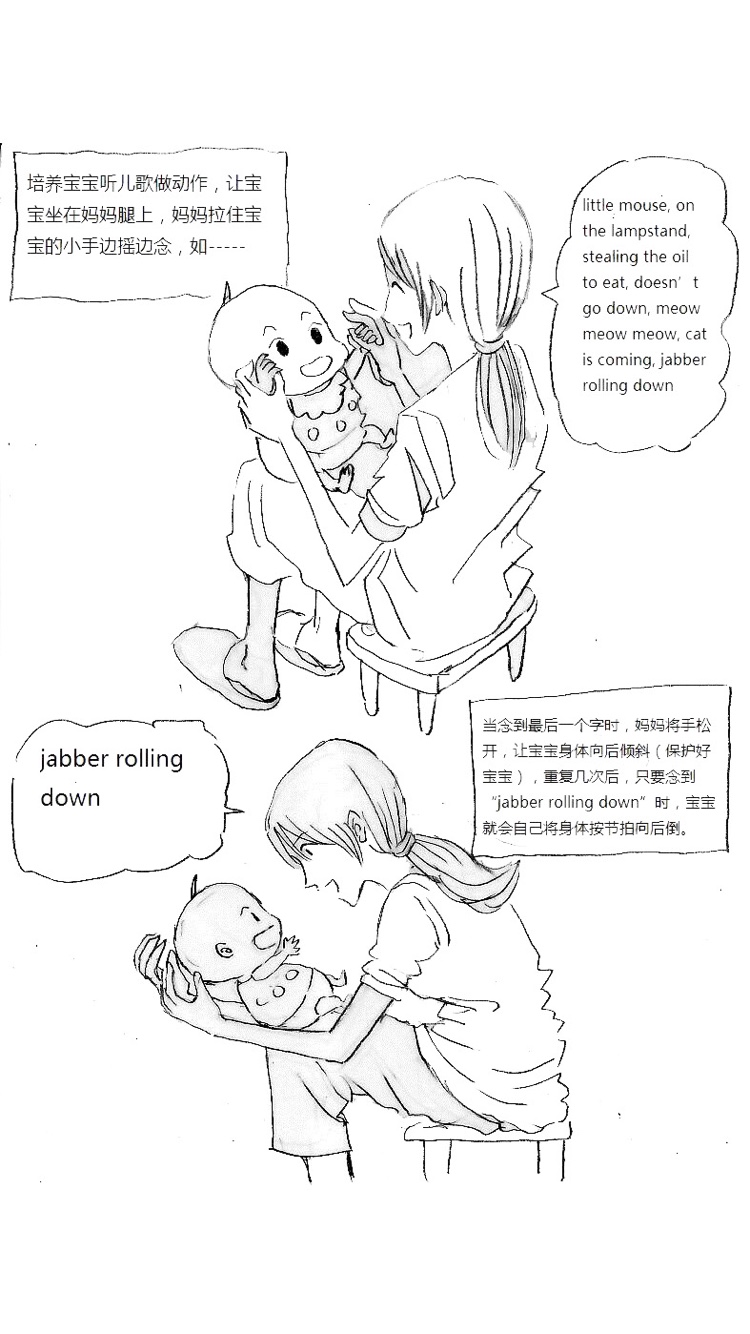 培养宝宝听儿歌做动作，让宝
宝坐在妈妈腿上，妈妈拉住宝
宝的小手边摇边念，如-----
little mouse, on
the lampstand,
stealing the oil
to eat, doesn't
go down, meow
meow meow, cat
is coming, jabber
rolling down
jabber rolling
down
当念到最后一个字时，妈妈将手松
开，让宝宝身体向后倾斜（保护好
宝宝），重复几次后，只要念到
“jabber rolling down”时，宝宝
就会自己将身体按节拍向后倒。